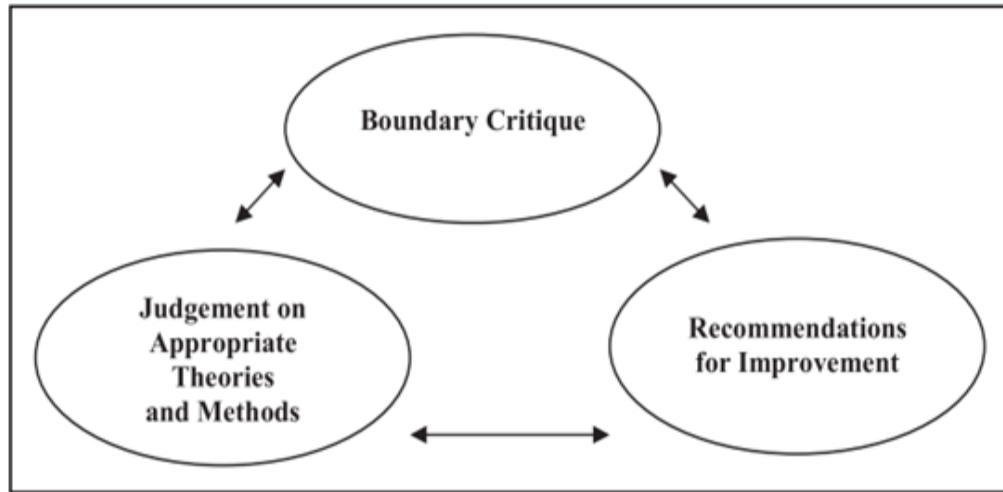 Boundary Critique
Judgement on
Appropriate
Theories
and Methods
Recommendations
for Improvement